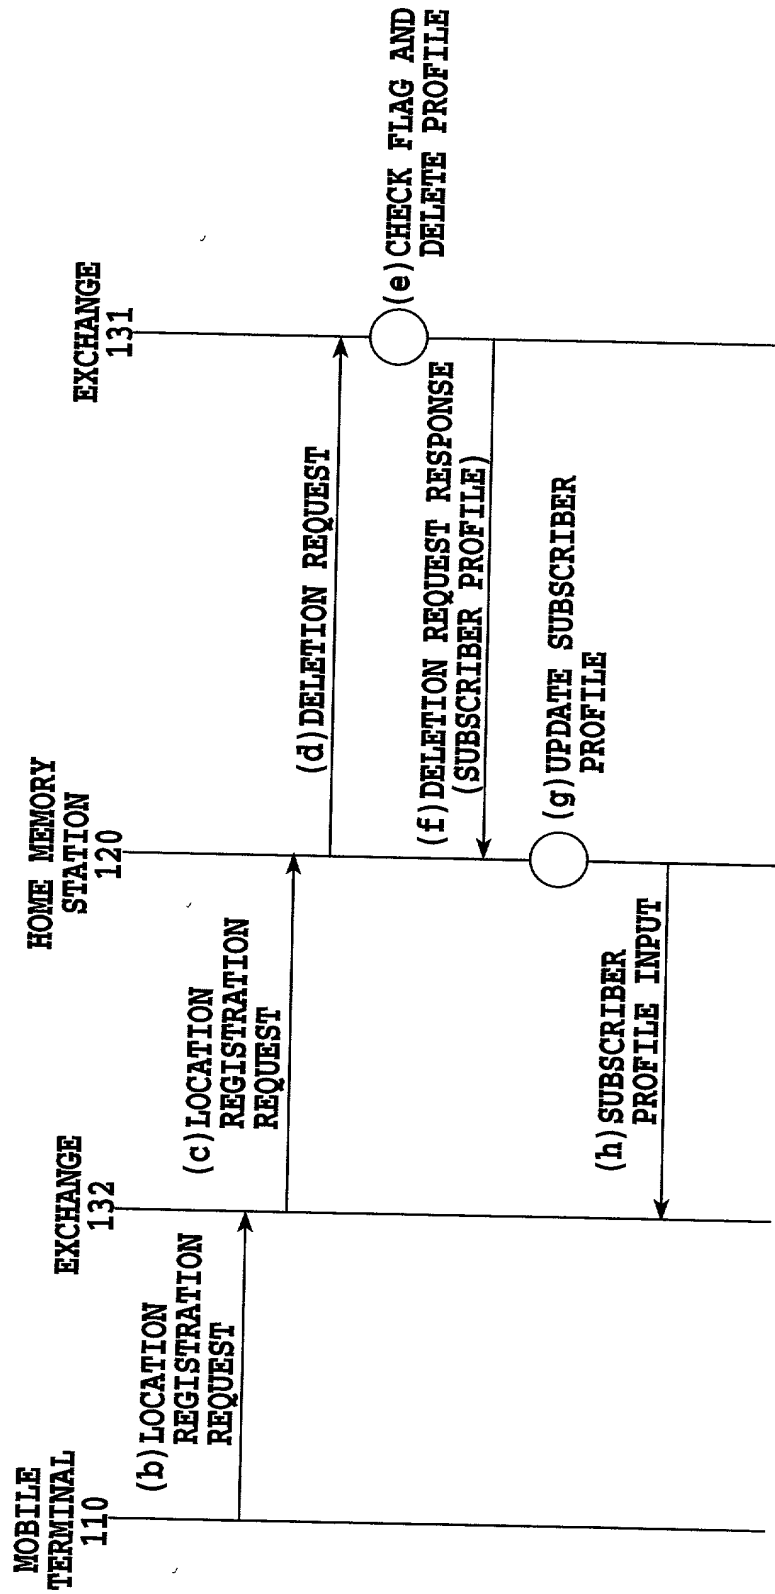 MOBILE
TERMINAL
110
EXCHANGE
132
HOME MEMORY
STATION
120
EXCHANGE
131
(b)LOCATION
REGISTRATION
REQUEST
(c)LOCATION
REGISTRATION
REQUEST
(d)DELETION REQUEST
(e)CHECK FLAG AND
DELETE PROFILE
(f)DELETION REQUEST RESPONSE
(SUBSCRIBER PROFILE)
(g)UPDATE SUBSCRIBER
PROFILE
(h)SUBSCRIBER
PROFILE INPUT